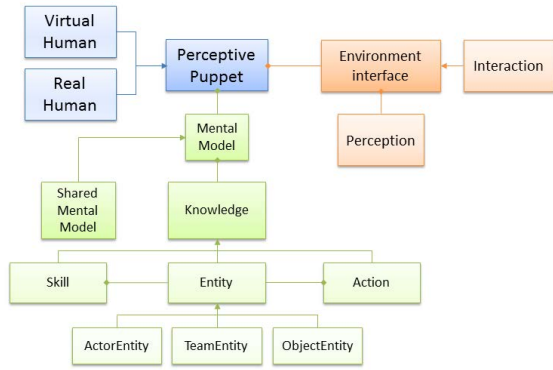 Virtual
Human
Perceptive
Puppet
Environment
interface
Interaction
Real
Human
Mental
Model
Perception
Shared
Mental
Model
Knowledge
Skill
Entity
Action
ActorEntity
TeamEntity
ObjectEntity